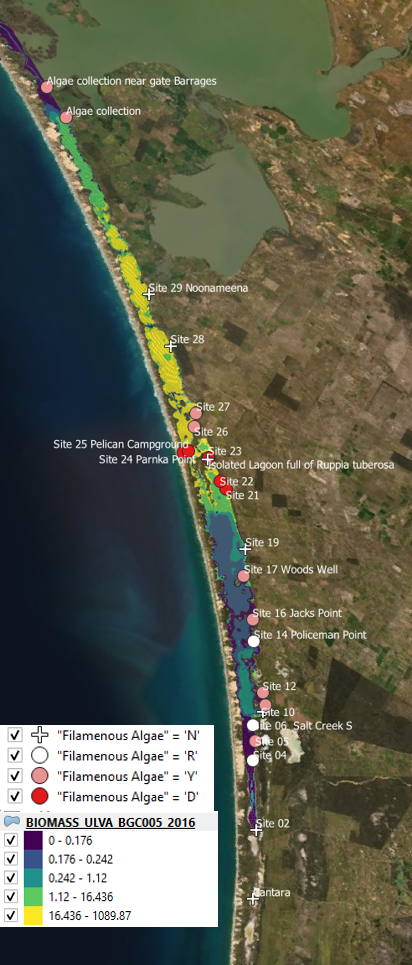 Algae collection near gate Barrages
Algae collection
Site 29 Noonameena
Site 28
Site 27
Site 26
Site 25 Pelican Campground
Site 23
Site 24 Parnka Point
Isolated Lagoon full of Ruppia tuberosa
Site 22
Site 21
Site 19
Site 17 Woods Well
Site 16 Jacks Point
Site 14 Policeman Point
Site 12
Site 10
Site 06 Salt Creek S
Site 05
Site 04
Site 02
"Filamenous Algae" = 'N'
"Filamenous Algae" = 'R'
"Filamenous Algae" = 'Y'
"Filamenous Algae" = 'D'
BIOMASS_ULVA_BGC005_2016
0 - 0.176
0.176 - 0.242
0.242 - 1.12
1.12 - 16.436
16.436 - 1089.87